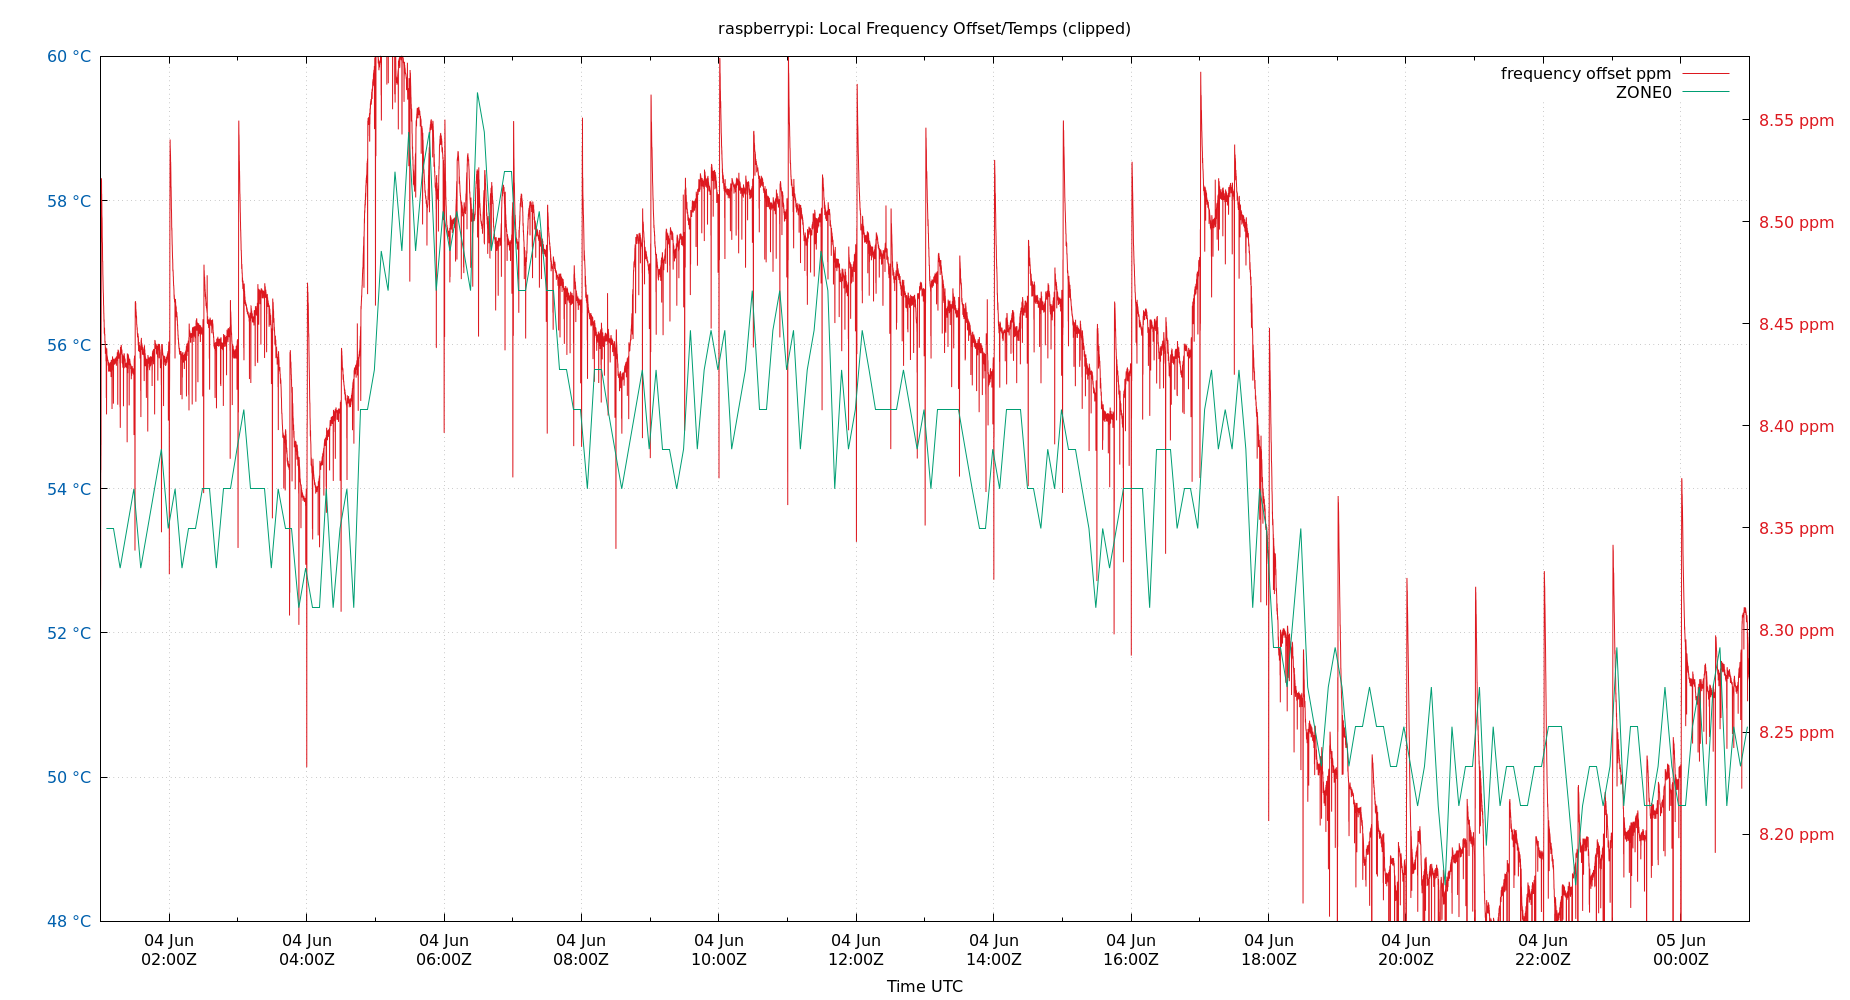 raspberrypi: Local Frequency Offset/Temps (clipped)
frequency offset ppm
ZONE0
60 °C
58 °C
56 °C
54 °C
52 °C
50 °C
48 °C
8.55 ppm
8.50 ppm
8.45 ppm
8.40 ppm
8.35 ppm
8.30 ppm
8.25 ppm
8.20 ppm
04 Jun
02:00Z
04 Jun
04:00Z
04 Jun
06:00Z
04 Jun
08:00Z
04 Jun
10:00Z
04 Jun
12:00Z
04 Jun
14:00Z
04 Jun
16:00Z
04 Jun
18:00Z
04 Jun
20:00Z
04 Jun
22:00Z
05 Jun
00:00Z
Time UTC